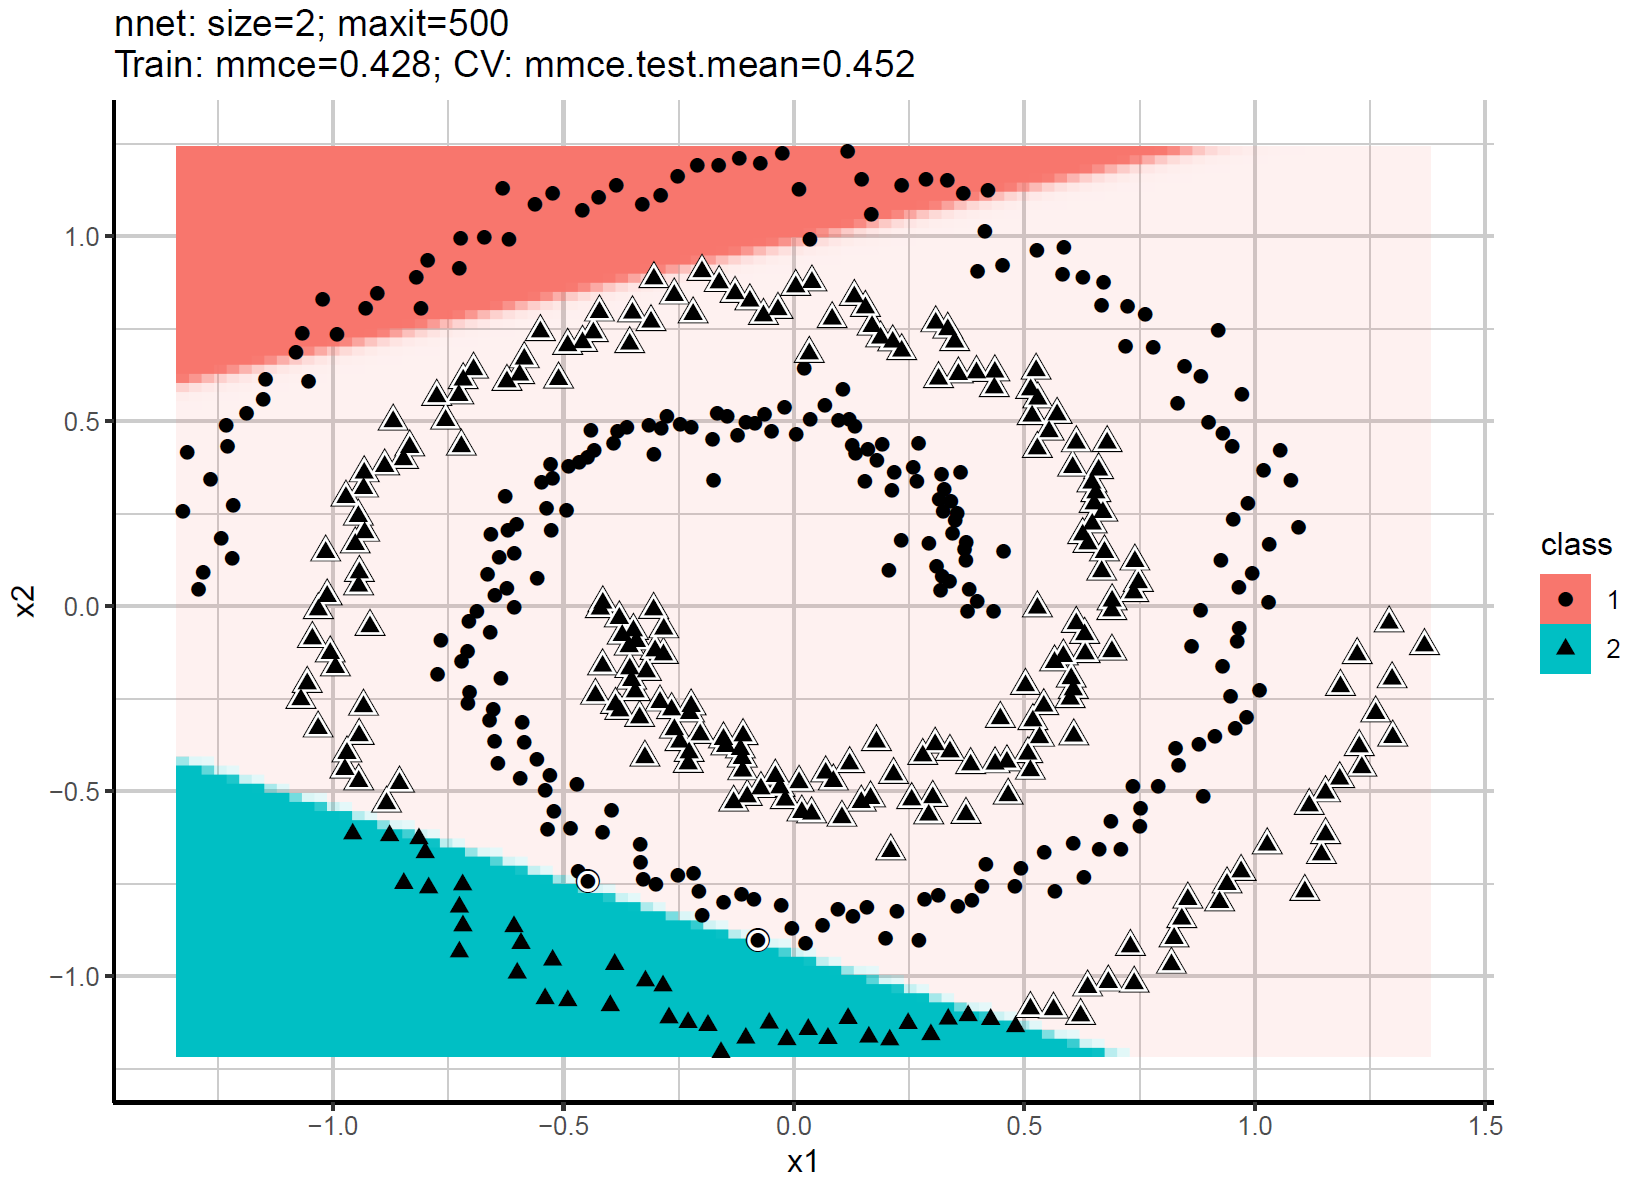 nnet: size=2; maxit=500
Train: mmce=0.428; CV: mmce.test.mean=0.452
1.0
0.5
0.0
−0.5
−1.0
x2
−1.0
−0.5
0.0
0.5
1.0
1.5
x1
class
1
2